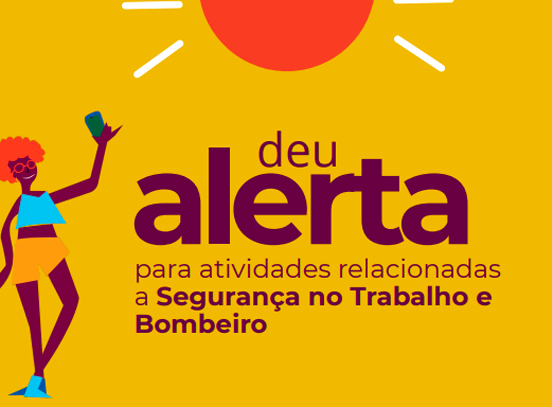 deu
alerta
para atividades relacionadas
a Segurança no Trabalho e
Bombeiro